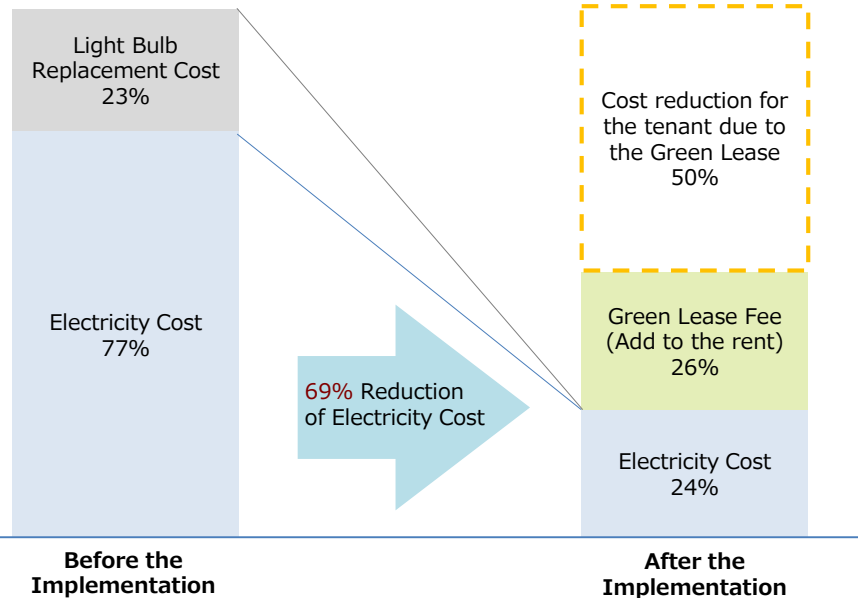 Light Bulb
Replacement Cost
23%
Electricity Cost
77%
Before the
Implementation
69% Reduction
of Electricity Cost
Cost reduction for
the tenant due to
the Green Lease
50%
Green Lease Fee
(Add to the rent)
26%
Electricity Cost
24%
After the
Implementation